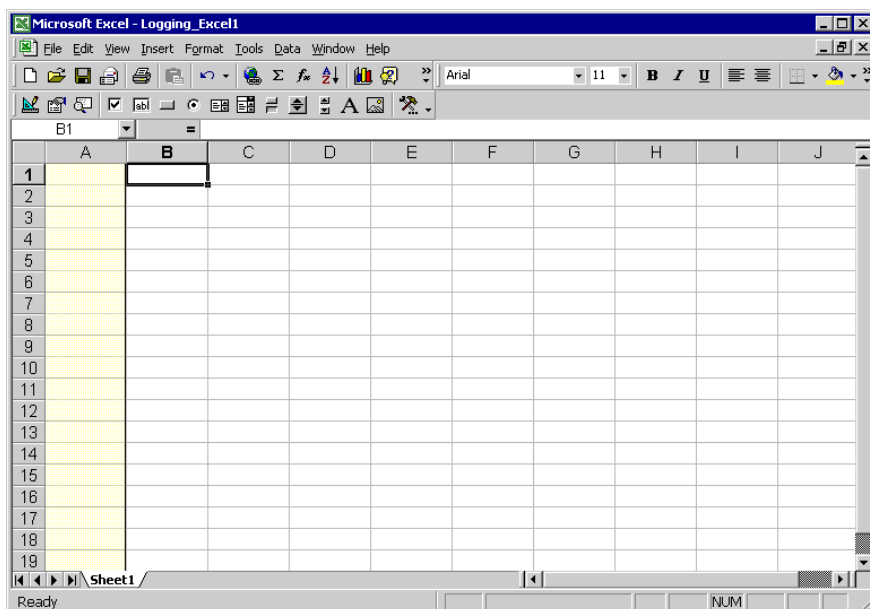 Microsoft Excel - Logging_Excel1
File Edit View Insert Format Tools Data Window Help
Arial 11 B I U
ab| A
B1 =
A B C D E F G H I J
1
2
3
4
5
6
7
8
9
10
11
12
13
14
15
16
17
18
19
Sheet1
Ready NUM